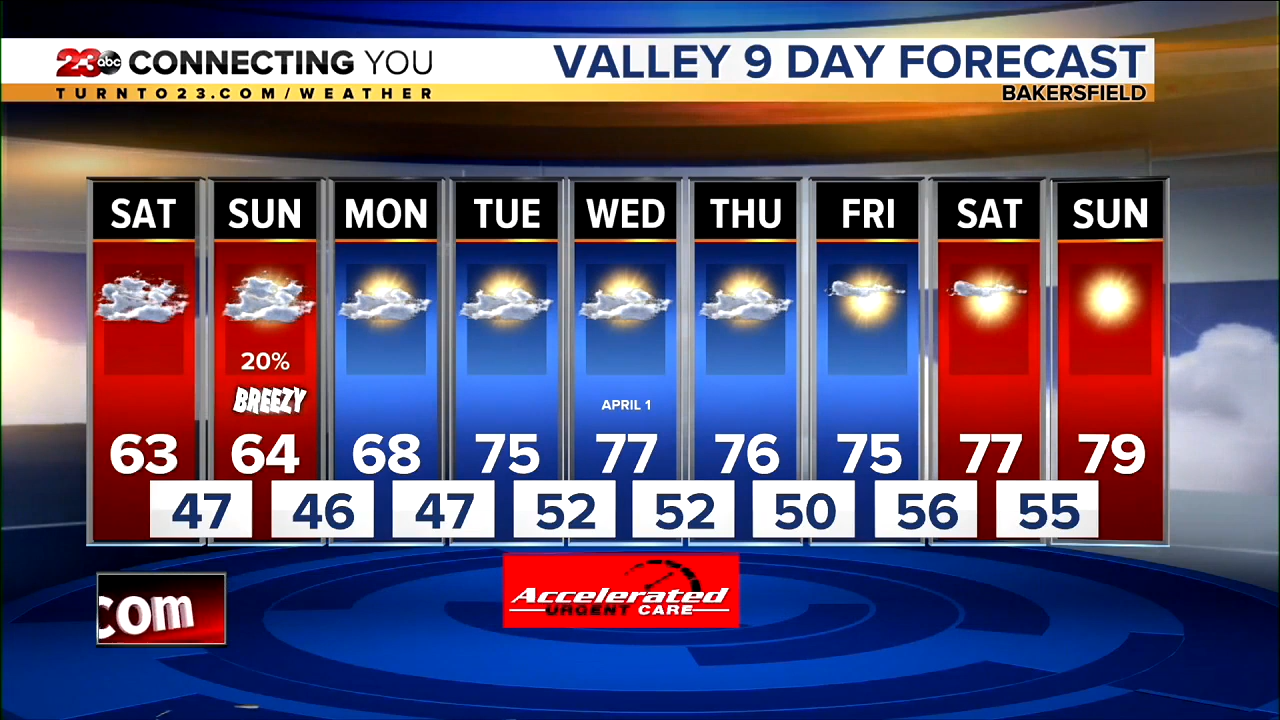 23 abc CONNECTING YOU
TURNTO23.COM/WEATHER
VALLEY 9 DAY FORECAST
BAKERSFIELD
SAT SUN MON TUE WED THU FRI SAT SUN
20%
BREEZY
APRIL 1
63 64 68 75 77 76 75 77 79
47 46 47 52 52 50 56 55
Accelerated
URGENT CARE
com